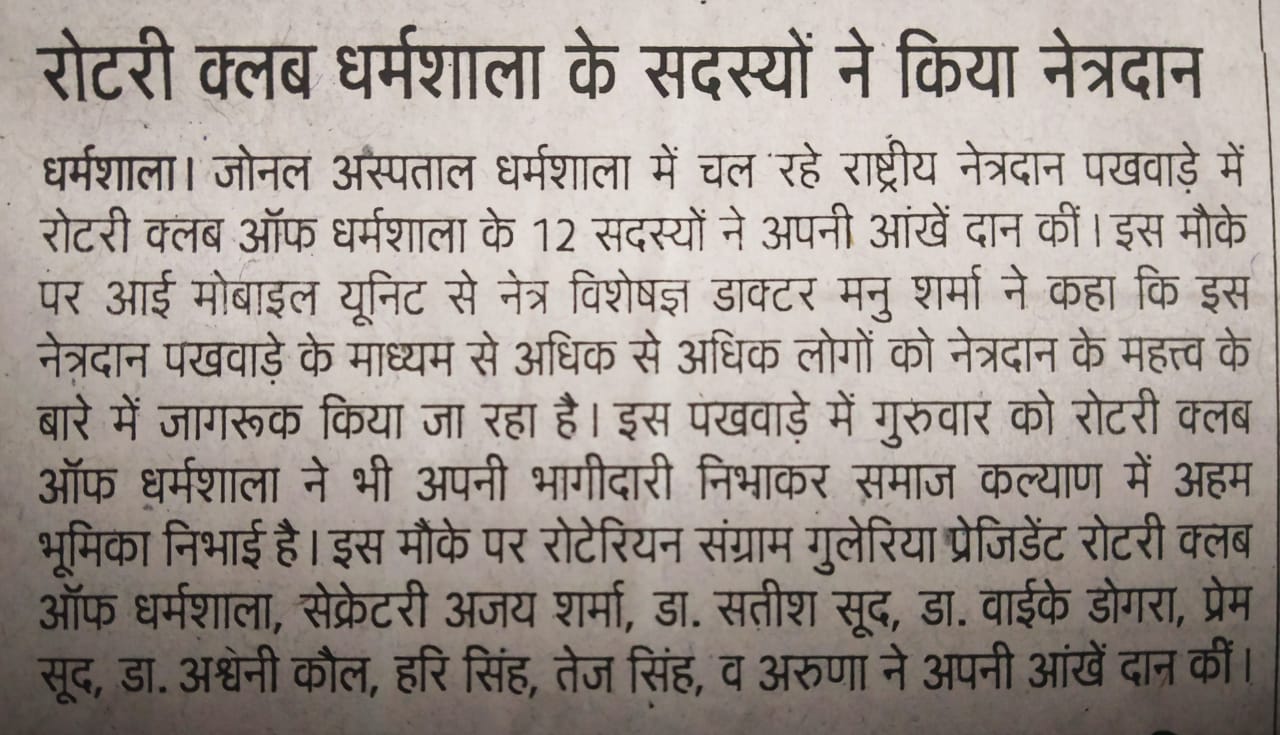 रोटरी क्लब धर्मशाला के सदस्यों ने किया नेत्रदान
धर्मशाला। जोनल अस्पताल धर्मशाला में चल रहे राष्ट्रीय नेत्रदान पखवाड़े में
रोटरी क्लब ऑफ धर्मशाला के 12 सदस्यों ने अपनी आंखें दान कीं। इस मौके
पर आई मोबाइल यूनिट से नेत्र विशेषज्ञ डाक्टर मनु शर्मा ने कहा कि इस
नेत्रदान पखवाड़े के माध्यम से अधिक से अधिक लोगों को नेत्रदान के महत्त्व के
बारे में जागरूक किया जा रहा है। इस पखवाड़े में गुरुवार को रोटरी क्लब
ऑफ धर्मशाला ने भी अपनी भागीदारी निभाकर समाज कल्याण में अहम
भूमिका निभाई है। इस मौके पर रोटेरियन संग्राम गुलेरिया प्रेजिडेंट रोटरी क्लब
ऑफ धर्मशाला, सेक्रेटरी अजय शर्मा, डा. सतीश सूद, डा. वाईके डोगरा, प्रेम
सूद, डा. अश्वेनी कौल, हरि सिंह, तेज सिंह, व अरुणा ने अपनी आंखें दान कीं।